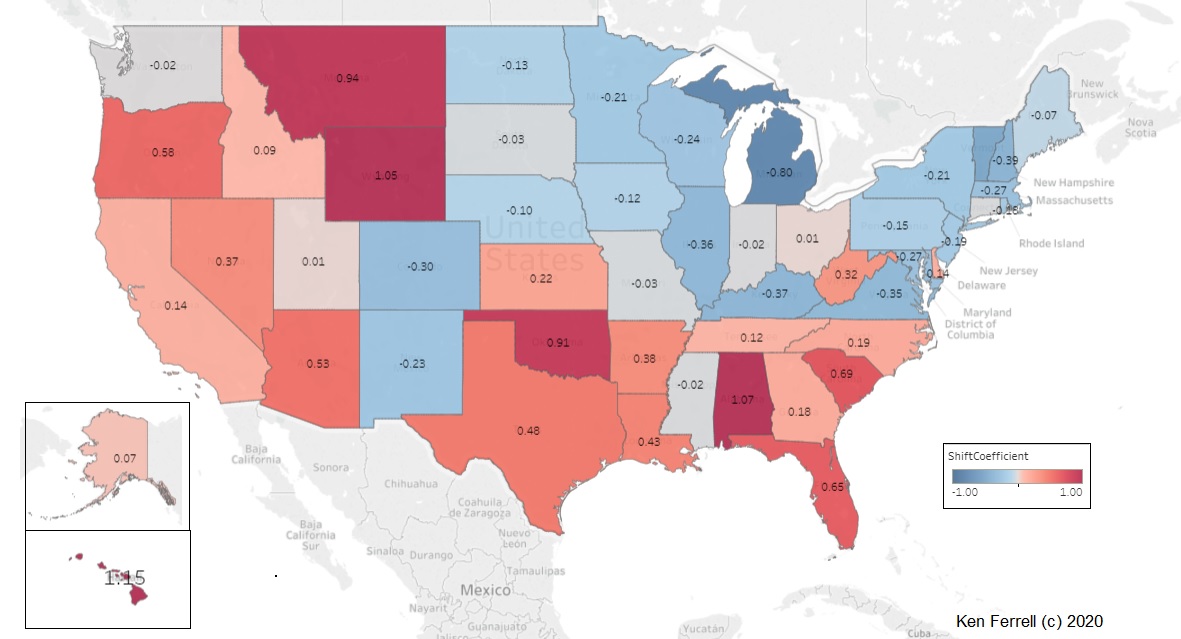 New
Brunswick
Nova
Scotia
-0.02
0.94
-0.13
-0.21
-0.07
0.58
0.09
1.05
-0.03
-0.24
-0.80
-0.39
-0.21
-0.27
New Hampshire
Massachusetts
-0.10
-0.12
-0.15
-0.18
Rhode Island
United
States
0.37
0.01
-0.30
0.22
-0.03
-0.36
-0.02
0.01
-0.19
-0.27
0.14
New Jersey
Delaware
0.32
-0.35
-0.37
Maryland
District of
Columbia
0.14
0.53
-0.23
0.91
0.38
0.12
0.19
0.48
0.43
-0.02
1.07
0.18
0.69
0.65
0.07
1.15
Baja
California
Sonora
Chihuahua
Coahuila
de Zaragoza
Nuevo
León
Baja
California
Sur
Sinaloa
Durango
Tamaulipas
Mexico
Nayarit
Guanajuato
Jalisco
Yucatán
Cuba
ShiftCoefficient
-1.00 1.00
Ken Ferrell (c) 2020